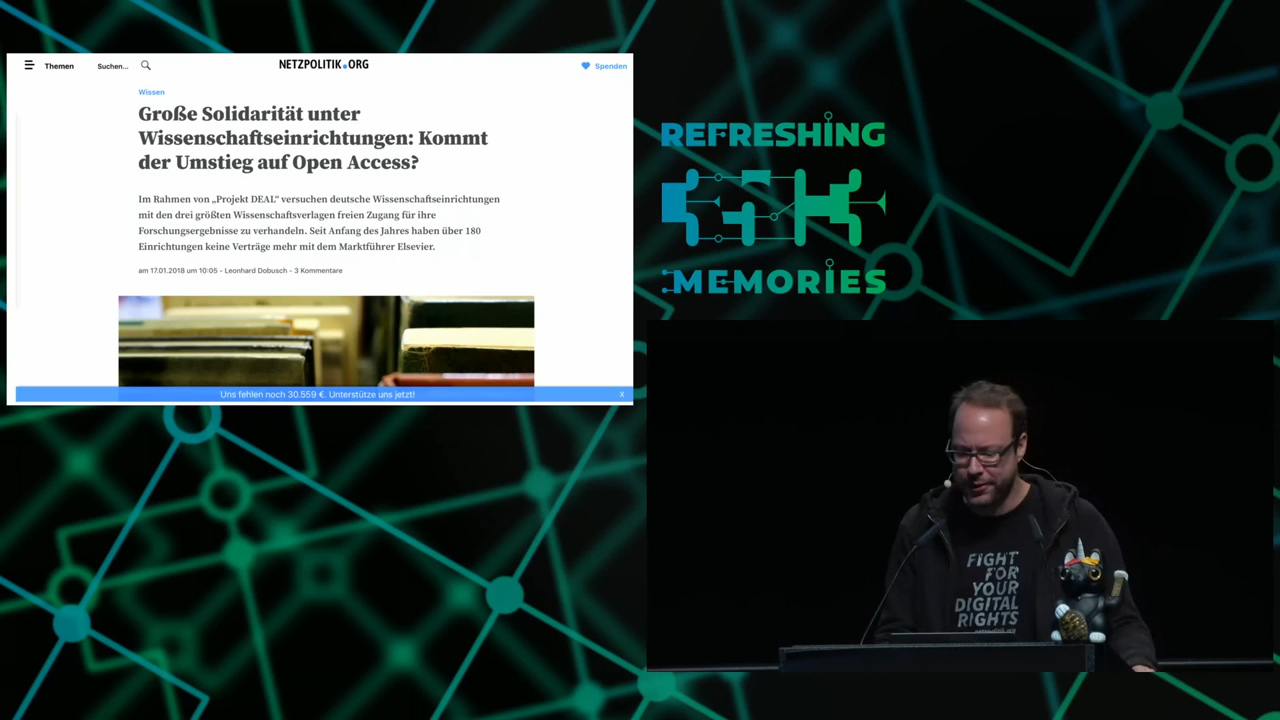 Themen
Suchen...
NETZPOLITIK.ORG
Spenden
Wissen
Große Solidarität unter
Wissenschaftseinrichtungen: Kommt
der Umstieg auf Open Access?
Im Rahmen von „Projekt DEAL“ versuchen deutsche Wissenschaftseinrichtungen
mit den drei größten Wissenschaftsverlagen freien Zugang für ihre
Forschungsergebnisse zu verhandeln. Seit Anfang des Jahres haben über 180
Einrichtungen keine Verträge mehr mit dem Marktführer Elsevier.
am 17.01.2018 um 10:05 - Leonhard Dobusch - 3 Kommentare
Uns fehlen noch 30.559 €. Unterstütze uns jetzt!
X
REFRESHING
MEMORIES
FIGHT
FOR
YOUR
DIGITAL
RIGHTS
netzpolitik.org